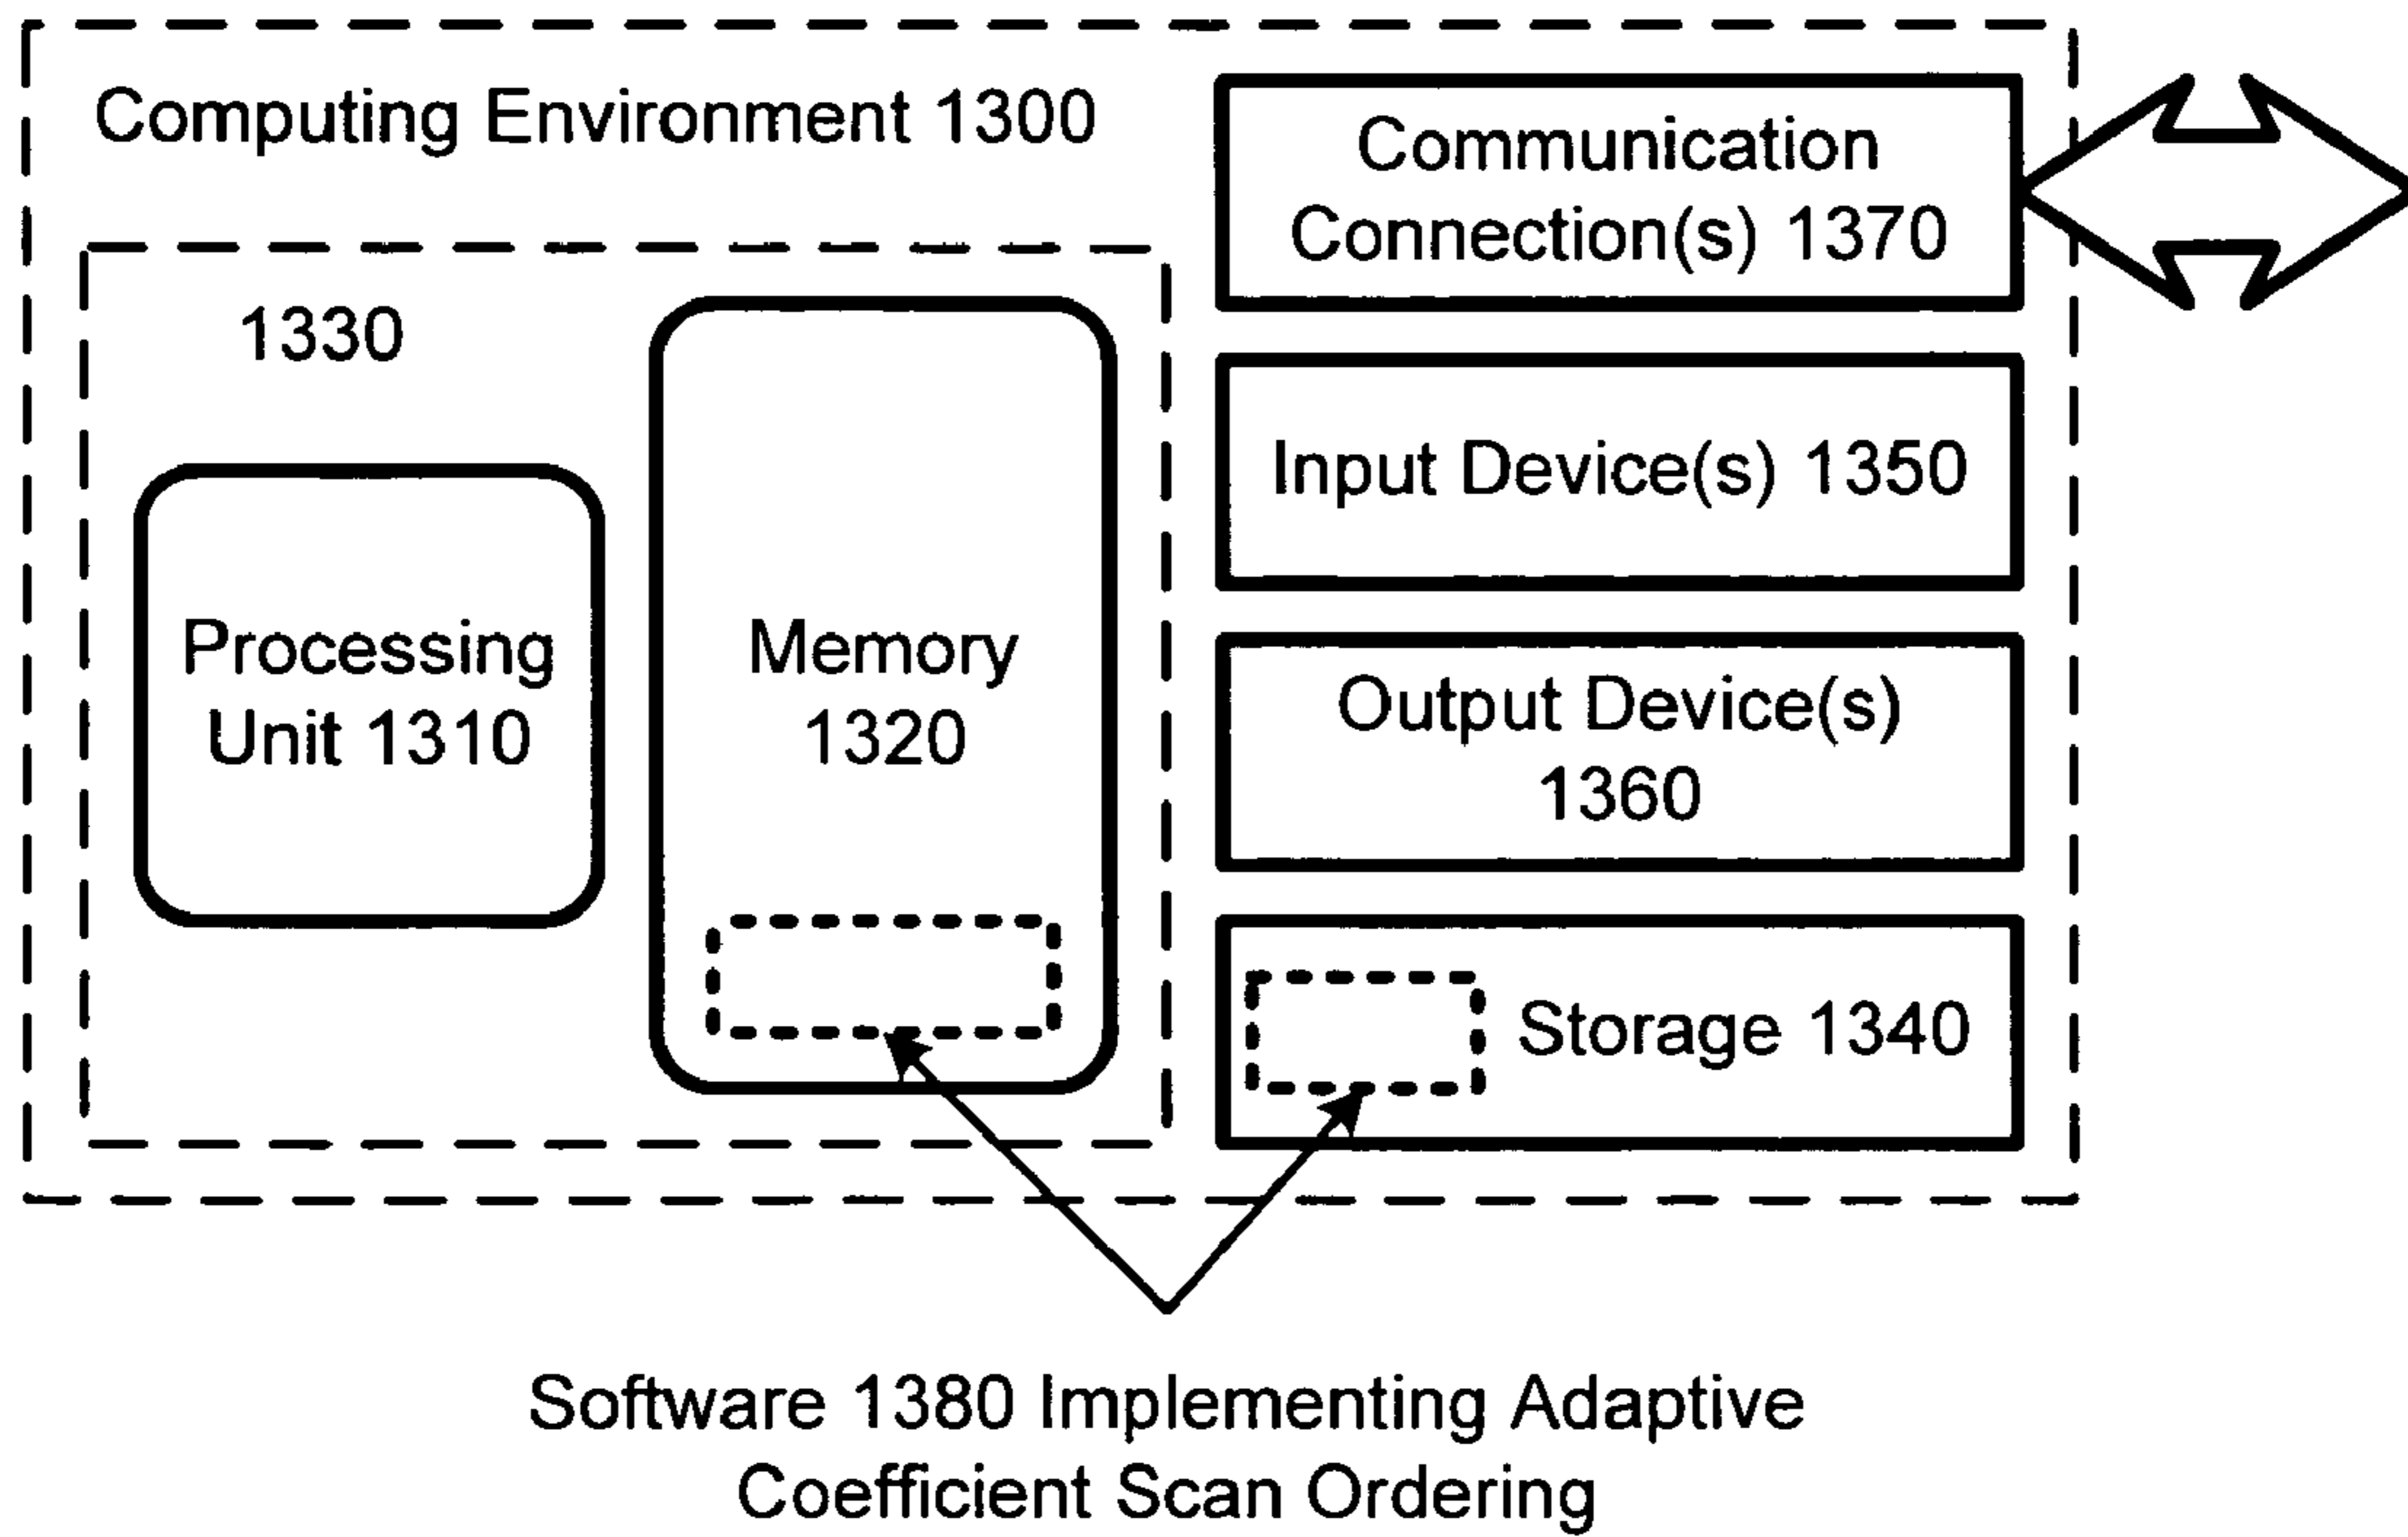 Computing Environment 1300
Communication
Connection(s) 1370
1330
Input Device(s) 1350
Processing
Unit 1310
Memory
1320
Output Device(s)
1360
Storage 1340
Software 1380 Implementing Adaptive
Coefficient Scan Ordering